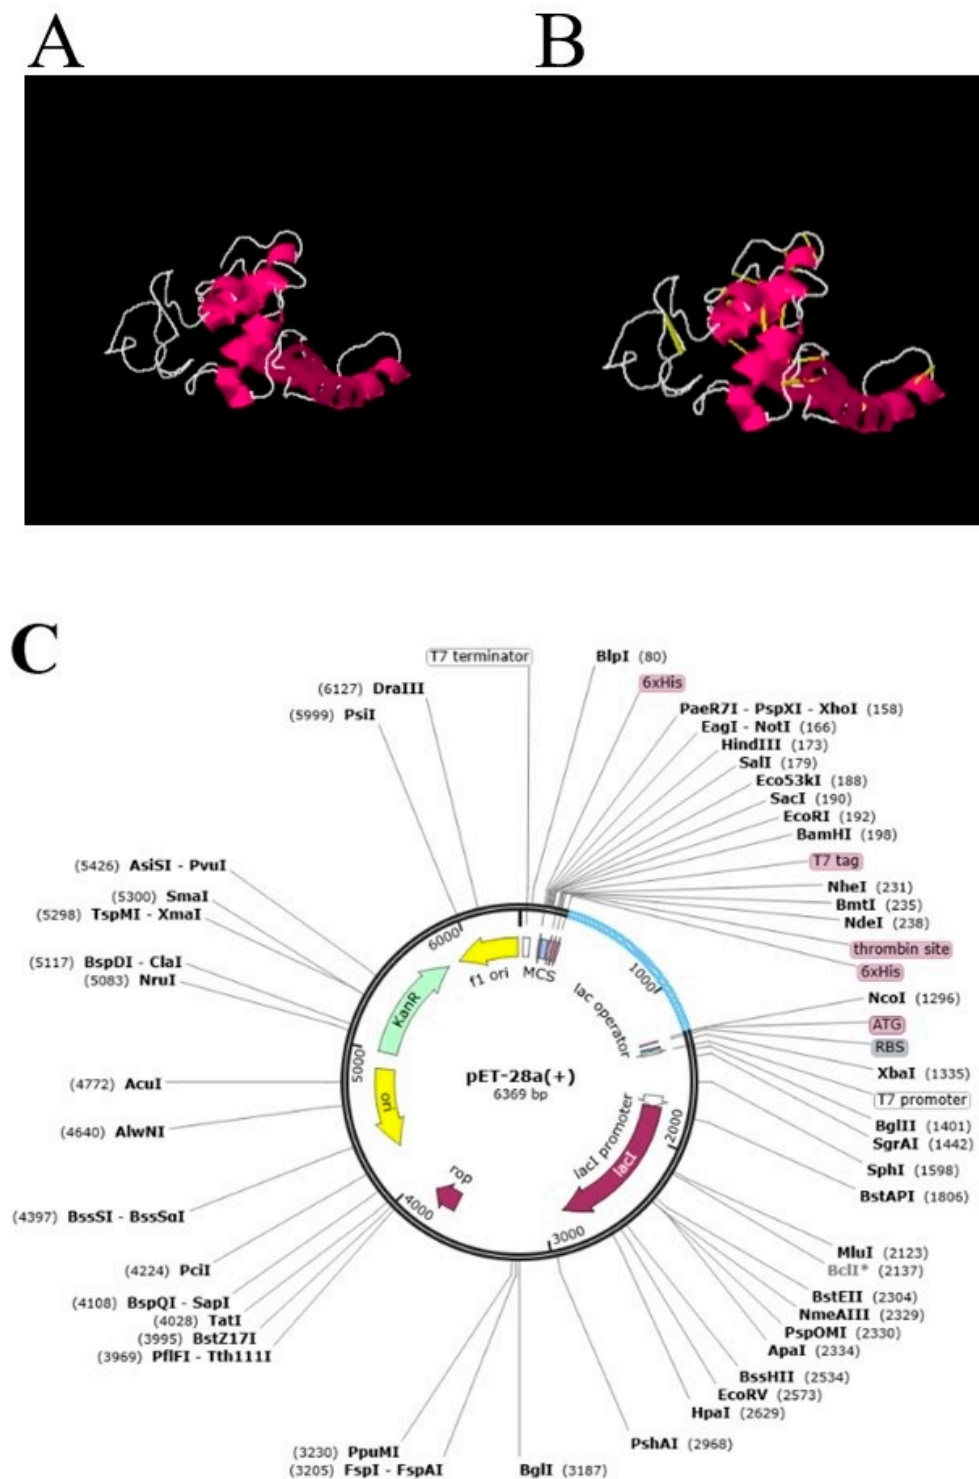 A
B
C
T7 terminator
BlpI (80)
6xHis
(6127) DraIII
(5999) PsiI
PaeR7I - PspXI - XhoI (158)
EagI - NotI (166)
HindIII (173)
SalI (179)
Eco53kI (188)
SacI (190)
EcoRI (192)
BamHI (198)
T7 tag
NheI (231)
BmtI (235)
NdeI (238)
thrombin site
6xHis
NcoI (1296)
ATG
RBS
XbaI (1335)
T7 promoter
BglII (1401)
SgrAI (1442)
SphI (1598)
BstAPI (1806)
MluI (2123)
BclI* (2137)
BstEII (2304)
NmeAIII (2329)
PspOMI (2330)
ApaI (2334)
BssHII (2534)
EcoRV (2573)
HpaI (2629)
PshAI (2968)
BglI (3187)
(3205) FspI - FspAI
(3230) PpuMI
(3969) PflFI - Tth111I
(3995) BstZ17I
(4028) TatI
(4108) BspQI - SapI
(4224) PciI
(4397) BssSI - BssSαI
(4640) AlwNI
(4772) AcuI
(5083) NruI
(5117) BspDI - ClaI
(5298) TspMI - XmaI
(5300) SmaI
(5426) AsiSI - PvuI
6000
1000
2000
3000
4000
5000
f1 ori
MCS
KanR
ori
rop
lac operator
lacI promoter
lacI
pET-28a(+)
6369 bp